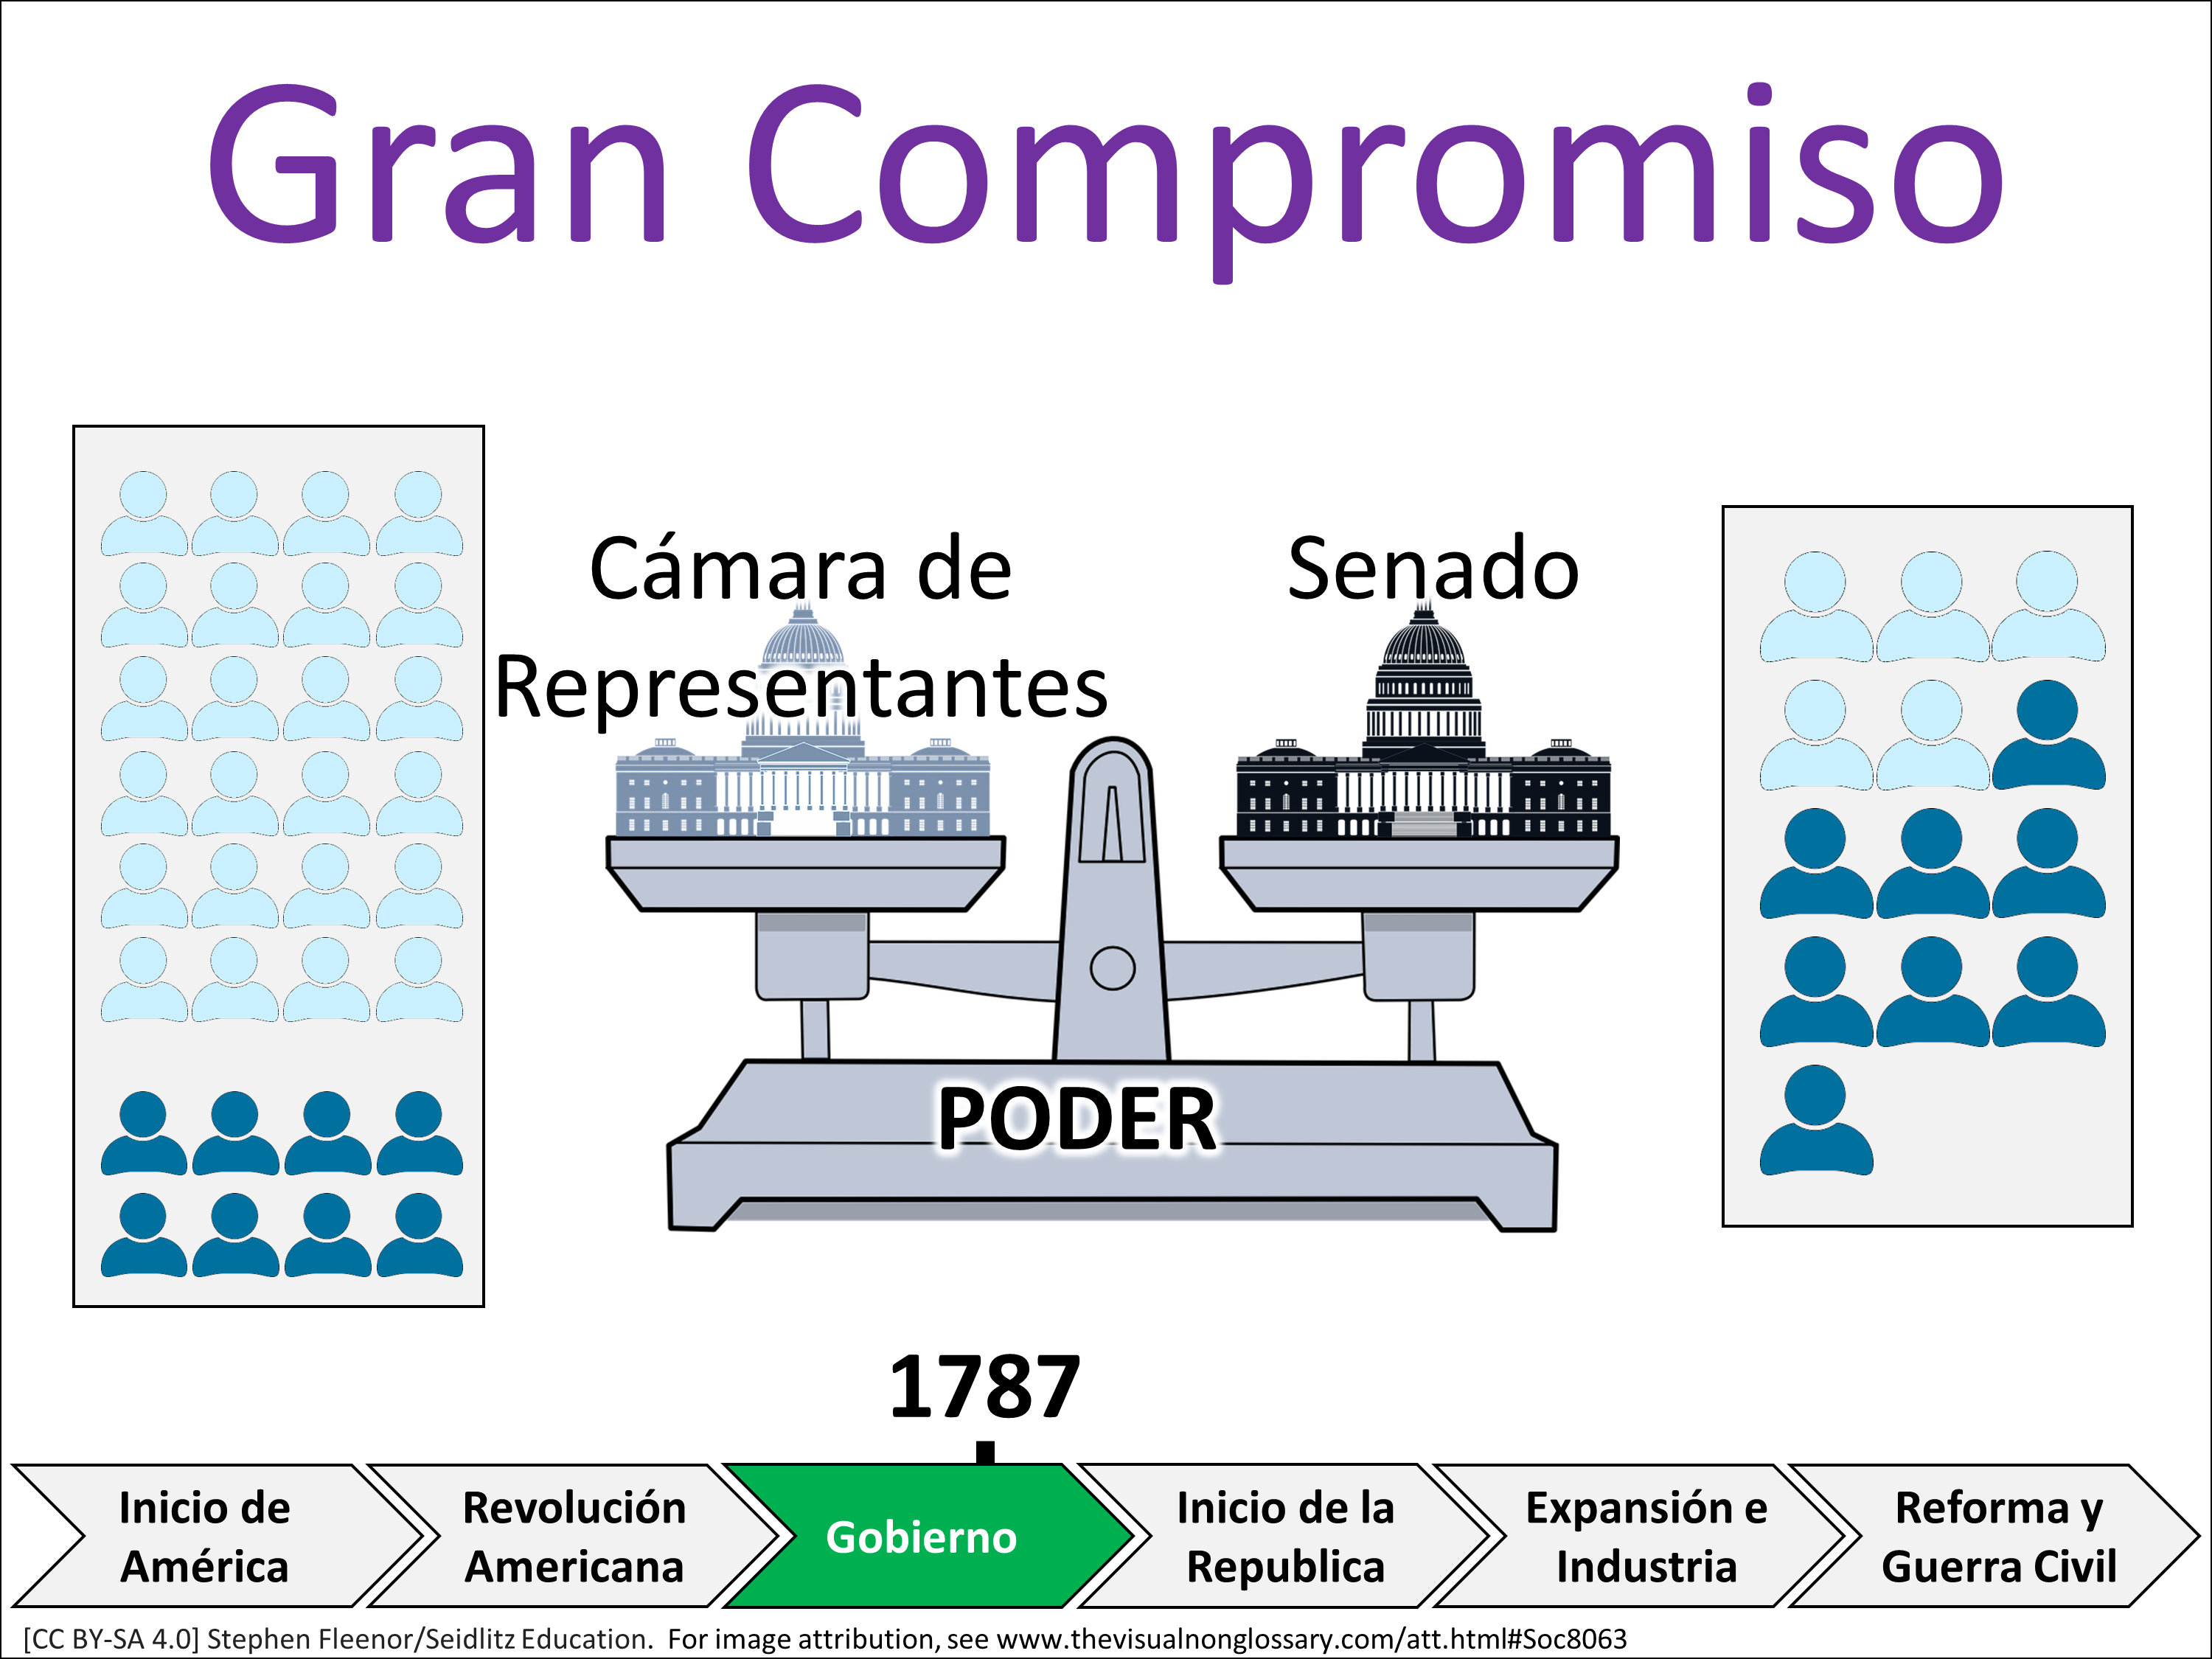 Gran Compromiso
Cámara de
Representantes
Senado
PODER
1787
Inicio de
América
Revolución
Americana
Gobierno
Inicio de la
Republica
Expansión e
Industria
Reforma y
Guerra Civil
[CC BY-SA 4.0] Stephen Fleenor/Seidlitz Education.  For image attribution, see www.thevisualnonglossary.com/att.html#Soc8063